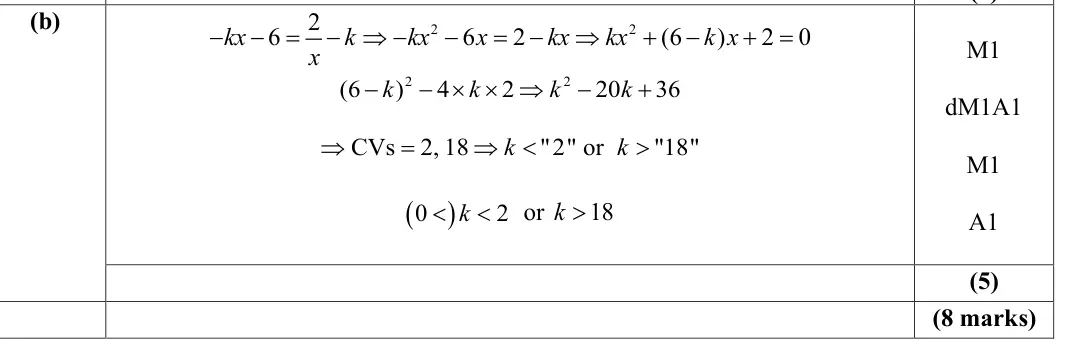 (b)
−kx − 6 = 2/x − k ⇒ −kx² − 6x = 2 − kx ⇒ kx² + (6 − k)x + 2 = 0
M1
(6 − k)² − 4 × k × 2 ⇒ k² − 20k + 36
dM1A1
⇒ CVs = 2, 18 ⇒ k < "2" or k > "18"
M1
(0 <) k < 2 or k > 18
A1
(5)
(8 marks)